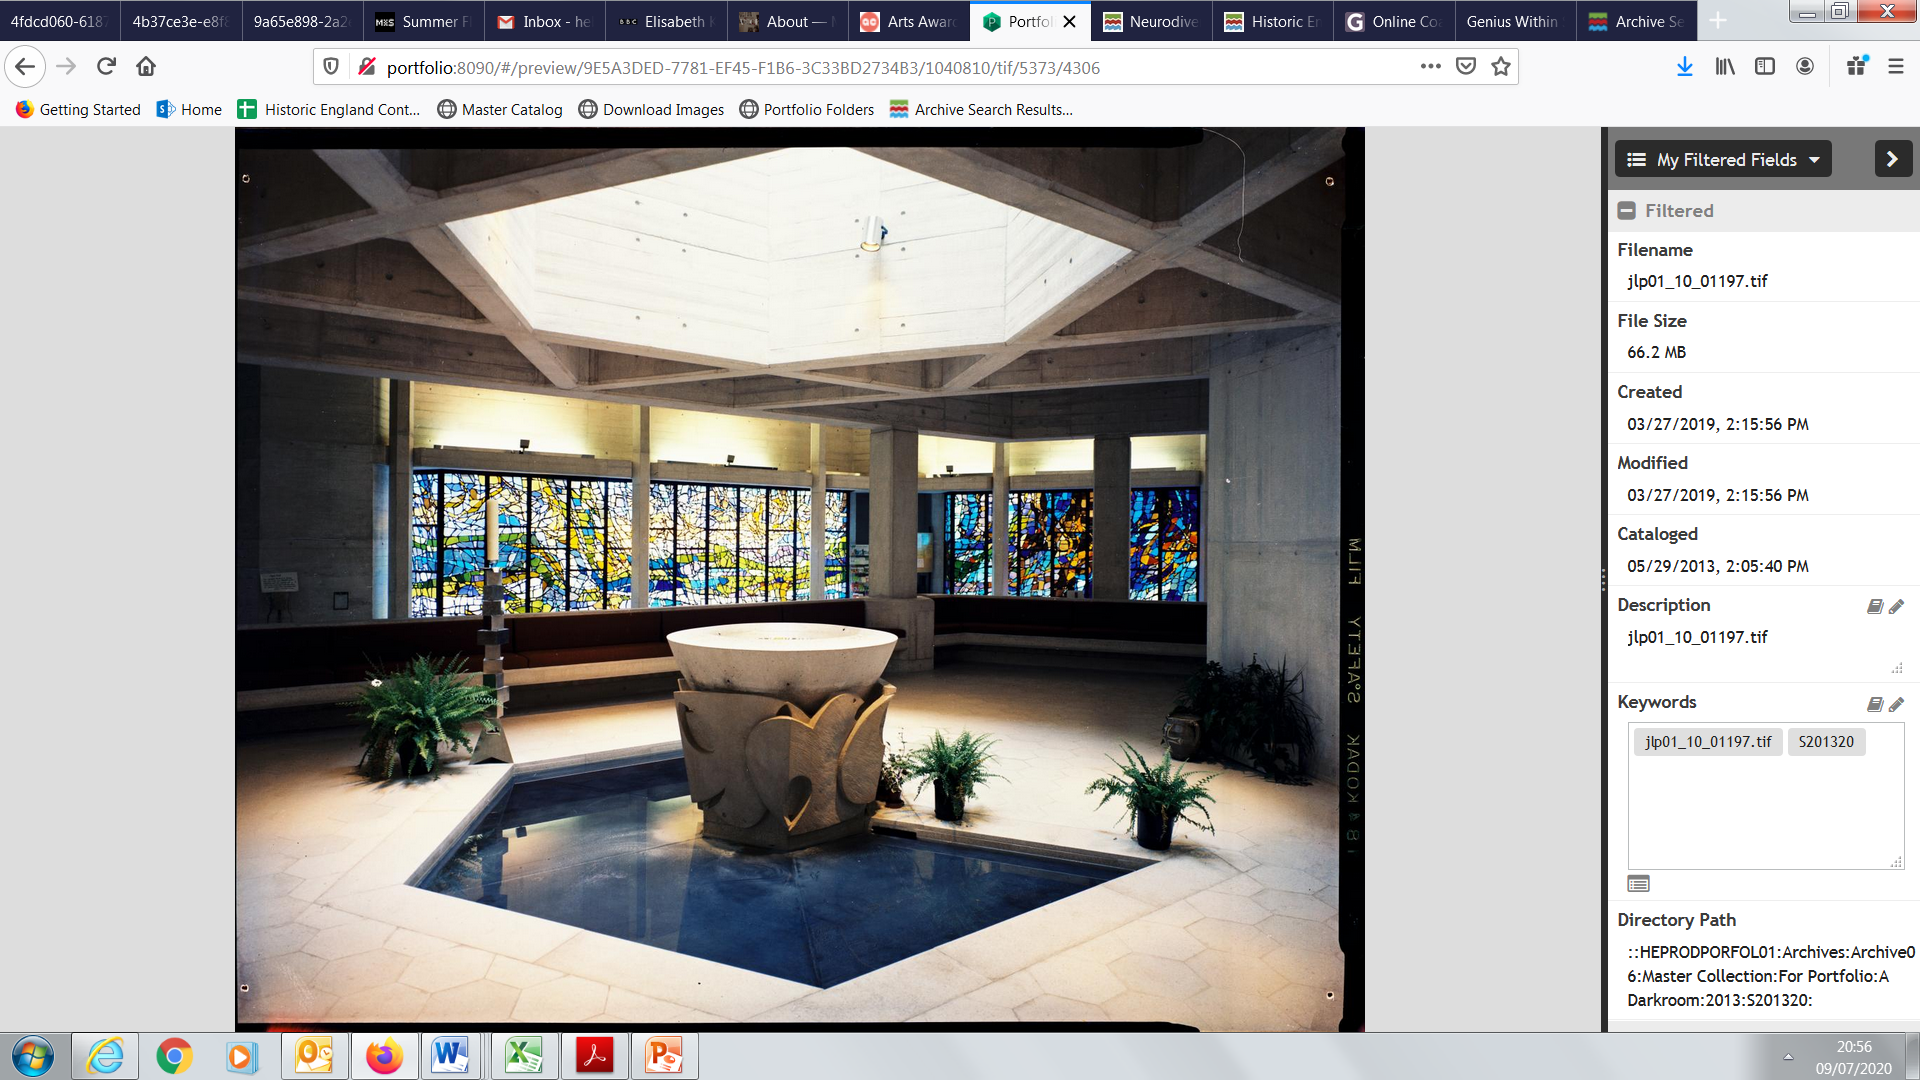 4fdcd060-6187
4b37ce3e-e8f8
9a65e898-2a2
M&S Summer F
Inbox - he
BBC Elisabeth
About —
Arts Awar
Portfol
Neurodive
Historic En
Online Co
Genius Within
Archive Se
portfolio:8090/#/preview/9E5A3DED-7781-EF45-F1B6-3C33BD2734B3/1040810/tif/5373/4306
Getting Started
Home
Historic England Cont...
Master Catalog
Download Images
Portfolio Folders
Archive Search Results...
My Filtered Fields
Filtered
Filename
jlp01_10_01197.tif
File Size
66.2 MB
Created
03/27/2019, 2:15:56 PM
Modified
03/27/2019, 2:15:56 PM
Cataloged
05/29/2013, 2:05:40 PM
Description
jlp01_10_01197.tif
Keywords
jlp01_10_01197.tif
S201320
Directory Path
::HEPRODPORFOL01:Archives:Archive0
6:Master Collection:For Portfolio:A
Darkroom:2013:S201320:
KODAK SAFETY FILM
20:56
09/07/2020